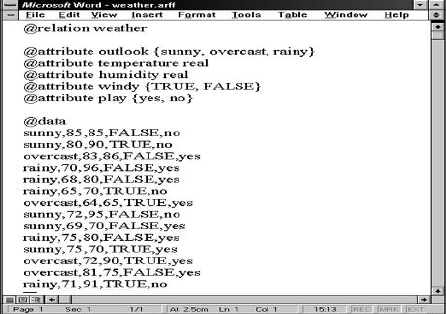 Microsoft Word - weather.arff
File Edit View Insert Format Tools Table Window Help
@relation weather
@attribute outlook {sunny, overcast, rainy}
@attribute temperature real
@attribute humidity real
@attribute windy {TRUE, FALSE}
@attribute play {yes, no}
@data
sunny,85,85,FALSE,no
sunny,80,90,TRUE,no
overcast,83,86,FALSE,yes
rainy,70,96,FALSE,yes
rainy,68,80,FALSE,yes
rainy,65,70,TRUE,no
overcast,64,65,TRUE,yes
sunny,72,95,FALSE,no
sunny,69,70,FALSE,yes
rainy,75,80,FALSE,yes
sunny,75,70,TRUE,yes
overcast,72,90,TRUE,yes
overcast,81,75,FALSE,yes
rainy,71,91,TRUE,no
Page 1 Sec 1 1/1 At 2.5cm Ln 1 Col 1 15:13 REC MRK EXT